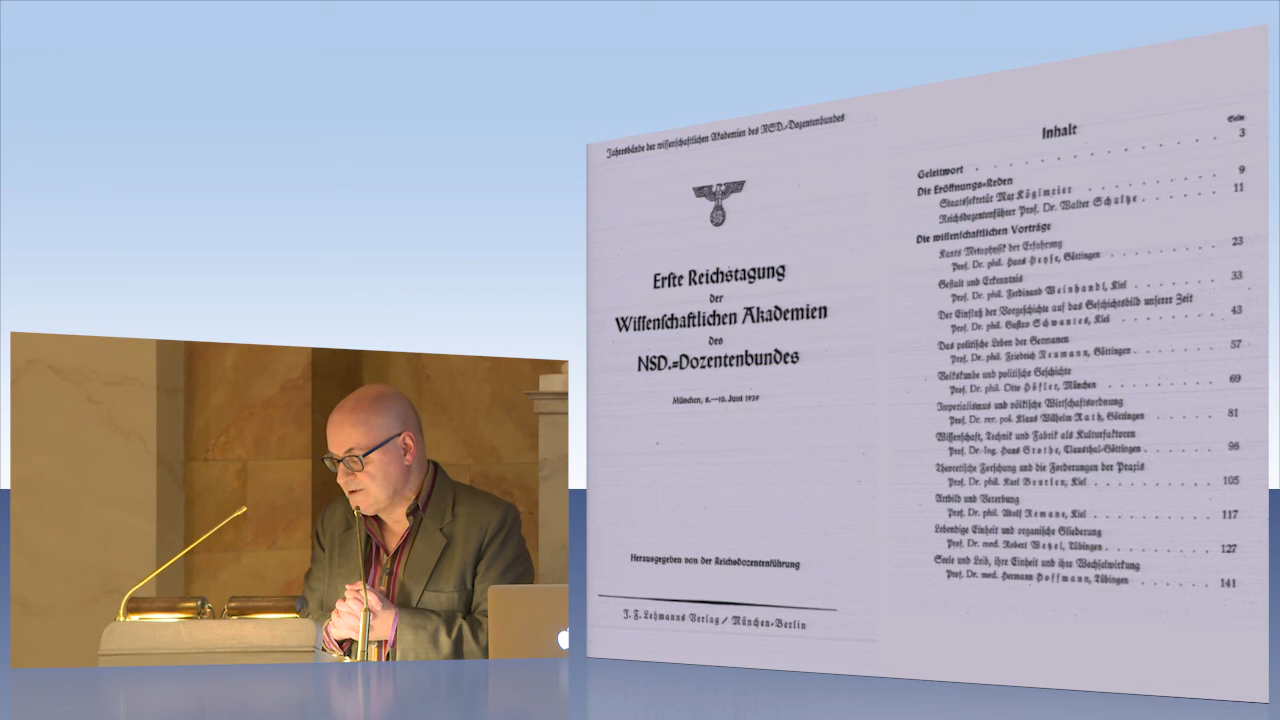 Jahresbände der wissenschaftlichen Akademien des NSD.-Dozentenbundes
Erste Reichstagung
der
Wissenschaftlichen Akademien
des
NSD.=Dozentenbundes
München, 8.—10. Juni 1939
Herausgegeben von der Reichsdozentenführung
J. F. Lehmanns Verlag / München-Berlin
Inhalt
Seite
Geleitwort . . . 3
Die Eröffnungs=Reden
Staatssekretär Max Köglmeier . . . 9
Reichsdozentenführer Prof. Dr. Walter Schultze . . . 11
Die wissenschaftlichen Vorträge
Kants Metaphysik der Erfahrung
Prof. Dr. phil. Hans Heyse, Göttingen . . . 23
Gestalt und Erkenntnis
Prof. Dr. phil. Ferdinand Weinhandl, Kiel . . . 33
Der Einfluß der Vorgeschichte auf das Geschichtsbild unserer Zeit
Prof. Dr. phil. Gustav Schwantes, Kiel . . . 43
Das politische Leben der Germanen
Prof. Dr. phil. Friedrich Neumann, Göttingen . . . 57
Volkskunde und politische Geschichte
Prof. Dr. phil. Otto Höfler, München . . . 69
Imperialismus und völkische Wirtschaftsordnung
Prof. Dr. rer. pol. Klaus Wilhelm Rath, Göttingen . . . 81
Wissenschaft, Technik und Fabrik als Kulturfaktoren
Prof. Dr.-Ing. Hans Grothe, Clausthal-Göttingen . . . 96
Theoretische Forschung und die Forderungen der Praxis
Prof. Dr. phil. Karl Beurlen, Kiel . . . 105
Artbild und Vererbung
Prof. Dr. phil. Adolf Remane, Kiel . . . 117
Lebendige Einheit und organische Gliederung
Prof. Dr. med. Robert Wetzel, Tübingen . . . 127
Seele und Leib, ihre Einheit und ihre Wechselwirkung
Prof. Dr. med. Hermann Hoffmann, Tübingen . . . 141